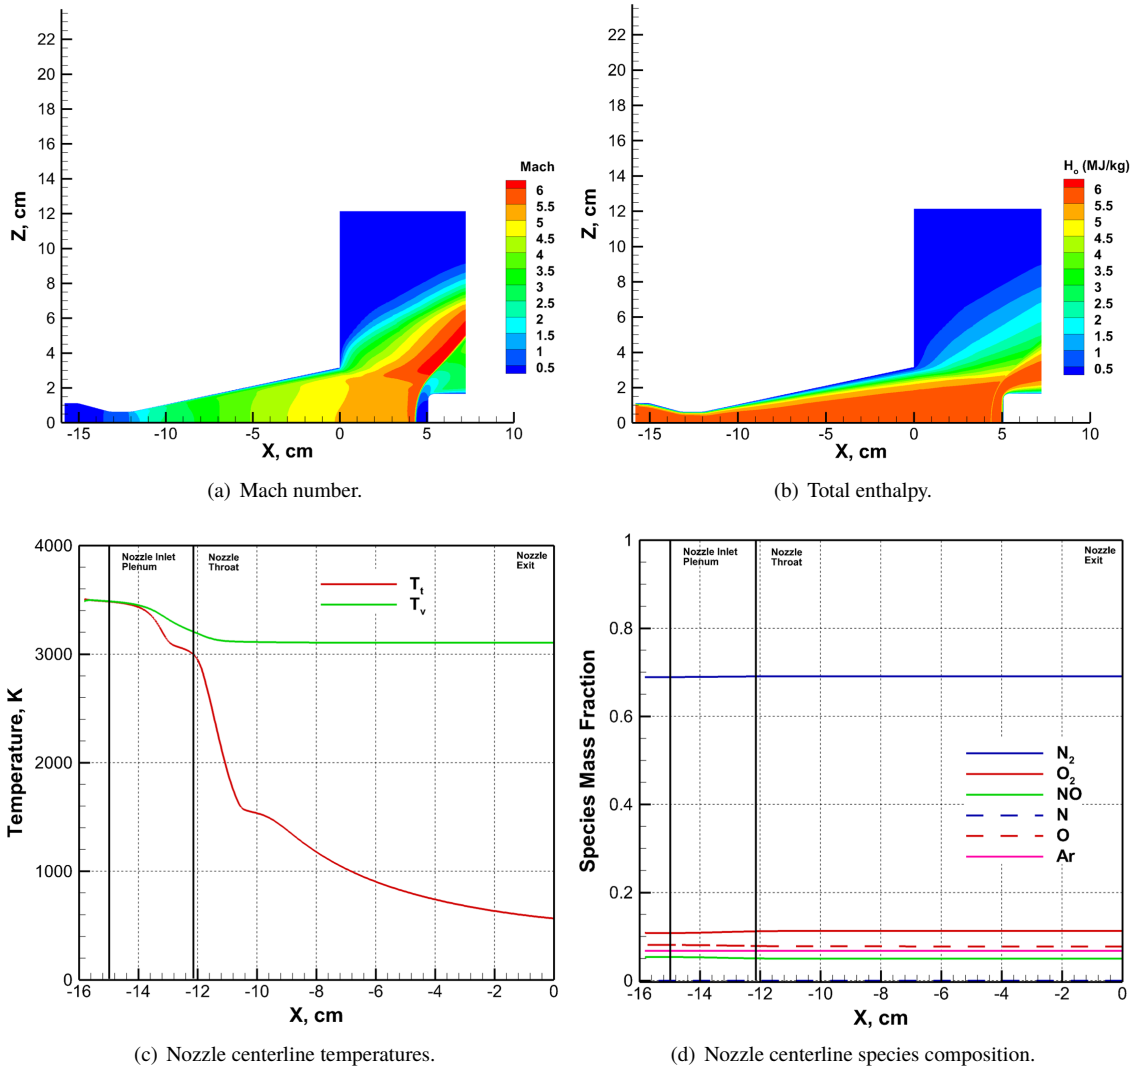 22
20
18
16
14
12
10
8
6
4
2
0
Z, cm
-15
-10
-5
0
5
10
X, cm
Mach
6
5.5
5
4.5
4
3.5
3
2.5
2
1.5
1
0.5
(a) Mach number.
22
20
18
16
14
12
10
8
6
4
2
0
Z, cm
-15
-10
-5
0
5
10
X, cm
Ho (MJ/kg)
6
5.5
5
4.5
4
3.5
3
2.5
2
1.5
1
0.5
(b) Total enthalpy.
4000
3000
2000
1000
0
Temperature, K
Nozzle Inlet
Plenum
Nozzle
Throat
Nozzle
Exit
Tt
Tv
-16
-14
-12
-10
-8
-6
-4
-2
0
X, cm
(c) Nozzle centerline temperatures.
1
0.8
0.6
0.4
0.2
0
Species Mass Fraction
Nozzle Inlet
Plenum
Nozzle
Throat
Nozzle
Exit
N2
O2
NO
N
O
Ar
-16
-14
-12
-10
-8
-6
-4
-2
0
X, cm
(d) Nozzle centerline species composition.